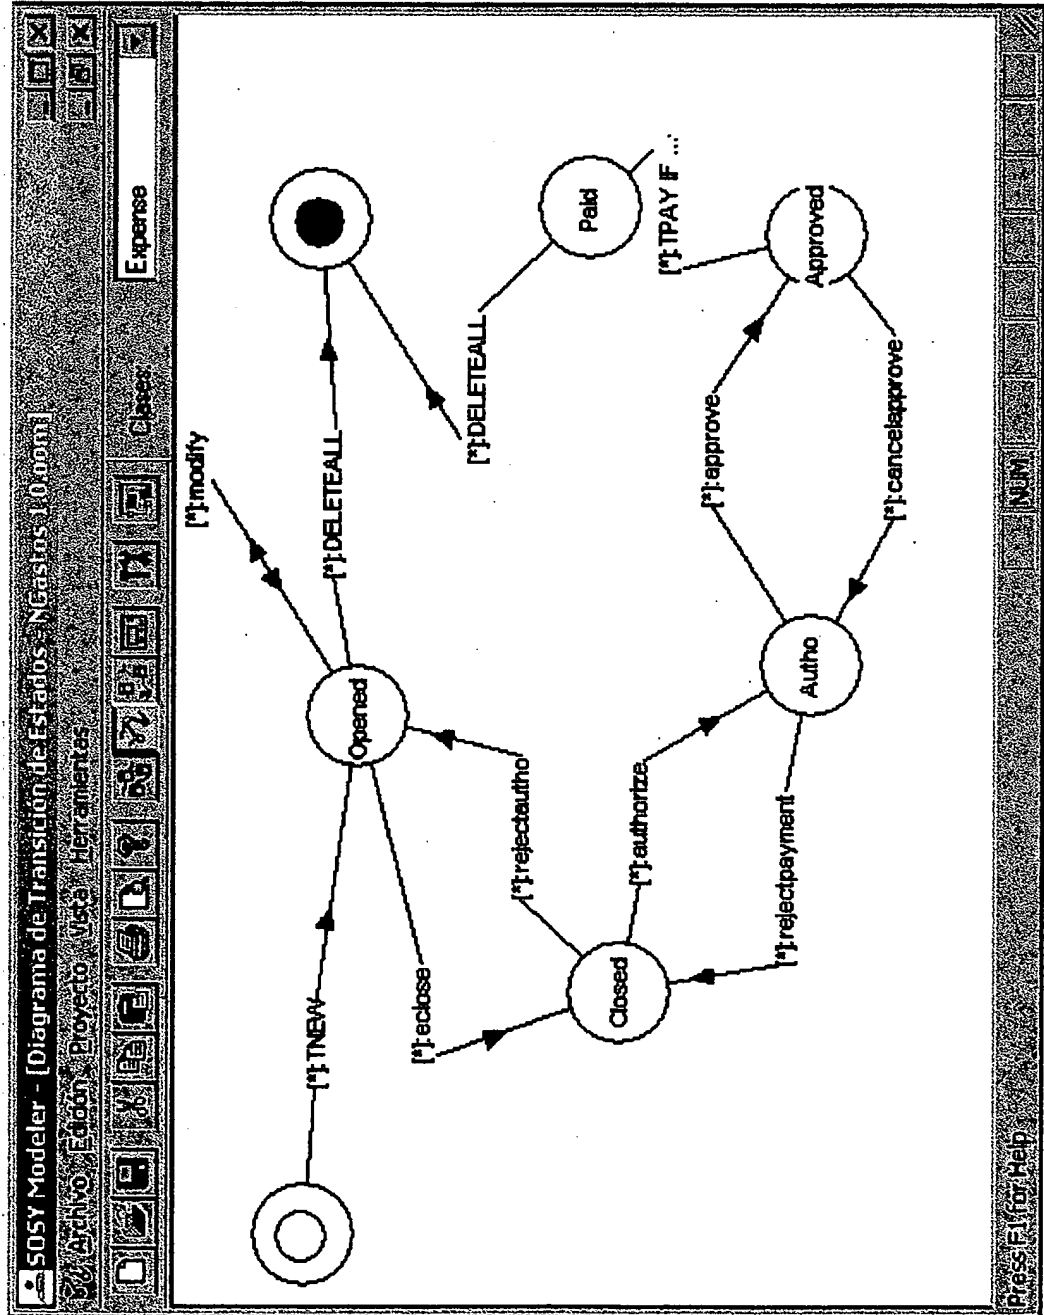 SOSY Modeler - [Diagrama de Transición de Estados - NGastos 1.0.oom]
Archivo Edición Proyecto Vista Herramientas
Clases:
Expense
[*]:modify
[*]:TNEW
Opened
[*]:DELETEALL
[*]:eclose
[*]:rejectautho
[*]:DELETEALL
Paid
Closed
[*]:authorize
[*]:TPAY IF ...:
[*]:approve
[*]:rejectpayment
Autho
Approved
[*]:cancelapprove
Press F1 for Help
NUM